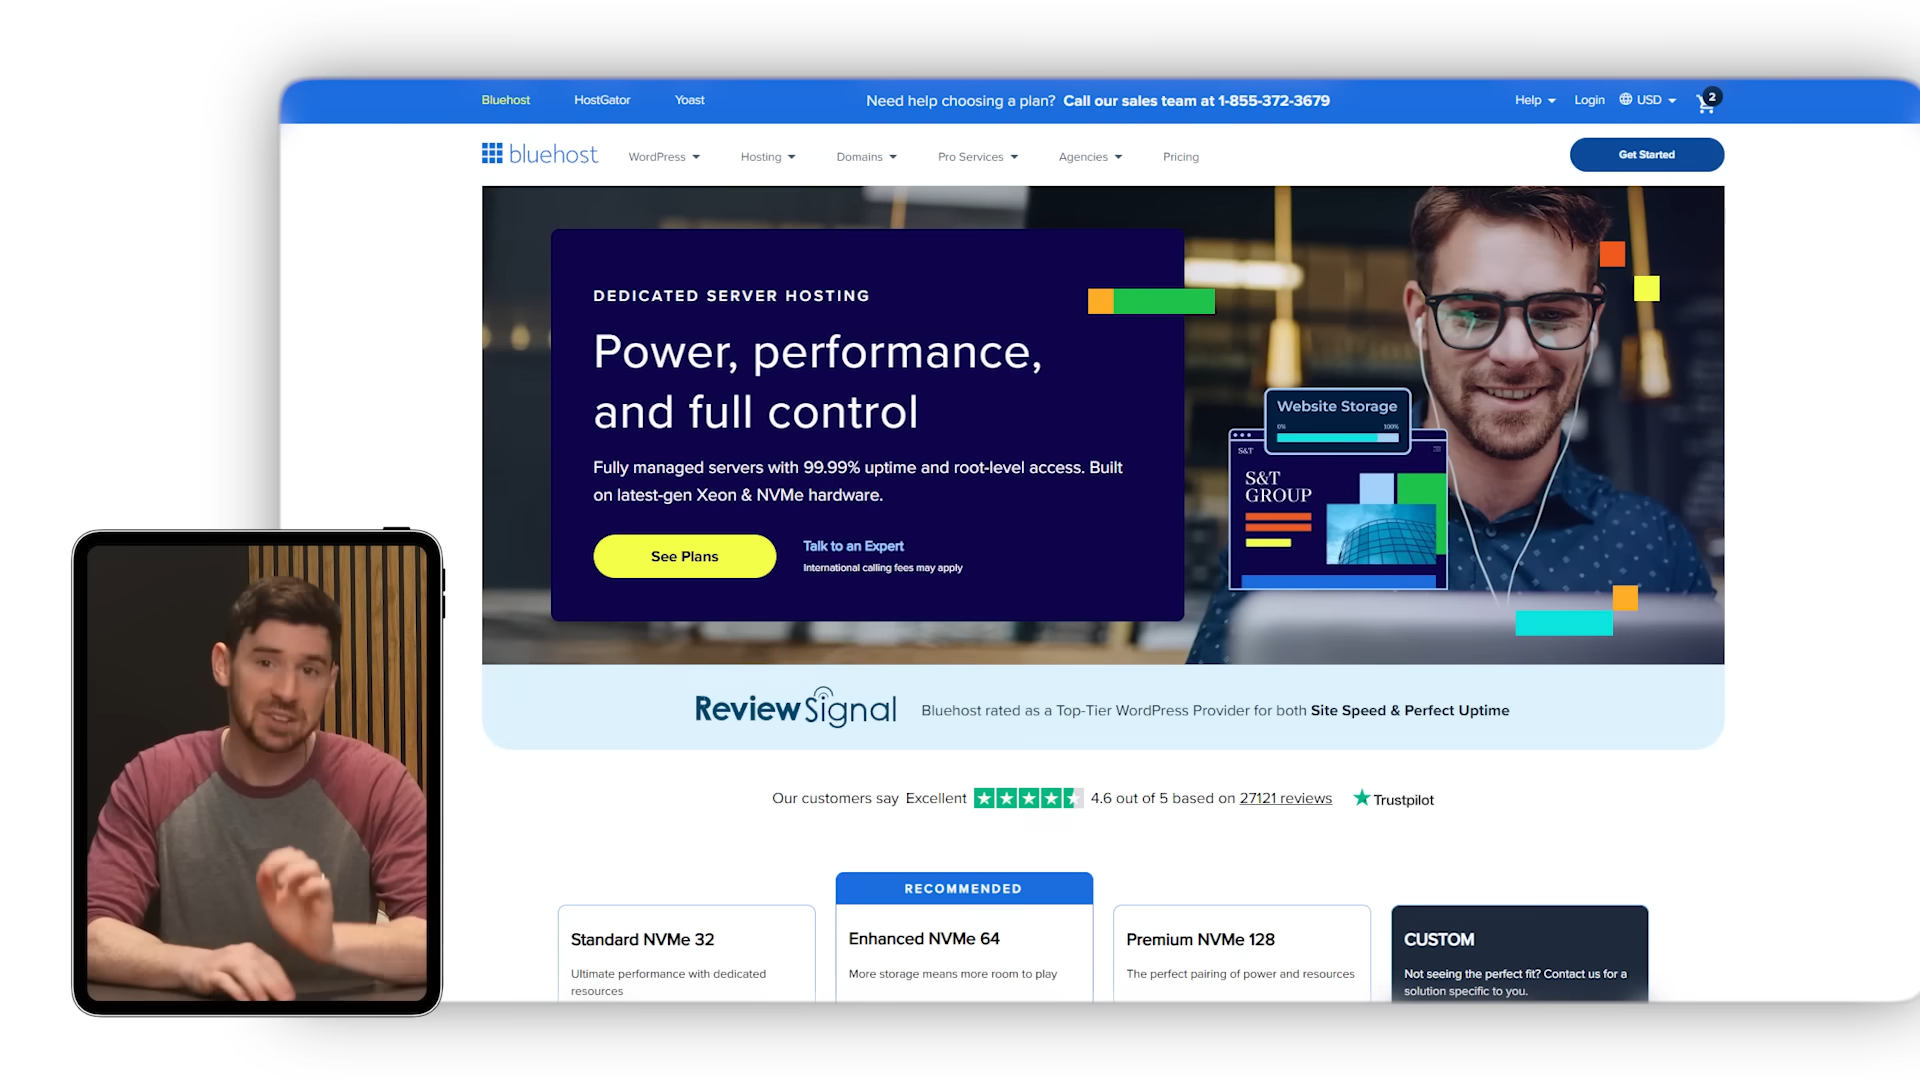 Bluehost HostGator Yoast Need help choosing a plan? Call our sales team at 1-855-372-3679 Help Login USD 2
bluehost WordPress Hosting Domains Pro Services Agencies Pricing Get Started
DEDICATED SERVER HOSTING
Power, performance,
and full control
Fully managed servers with 99.99% uptime and root-level access. Built
on latest-gen Xeon & NVMe hardware.
See Plans
Talk to an Expert
International calling fees may apply
Website Storage
0% 100%
S&T
S&T
GROUP
ReviewSignal Bluehost rated as a Top-Tier WordPress Provider for both Site Speed & Perfect Uptime
Our customers say Excellent 4.6 out of 5 based on 27121 reviews Trustpilot
Standard NVMe 32
Ultimate performance with dedicated
resources
RECOMMENDED
Enhanced NVMe 64
More storage means more room to play
Premium NVMe 128
The perfect pairing of power and resources
CUSTOM
Not seeing the perfect fit? Contact us for a
solution specific to you.